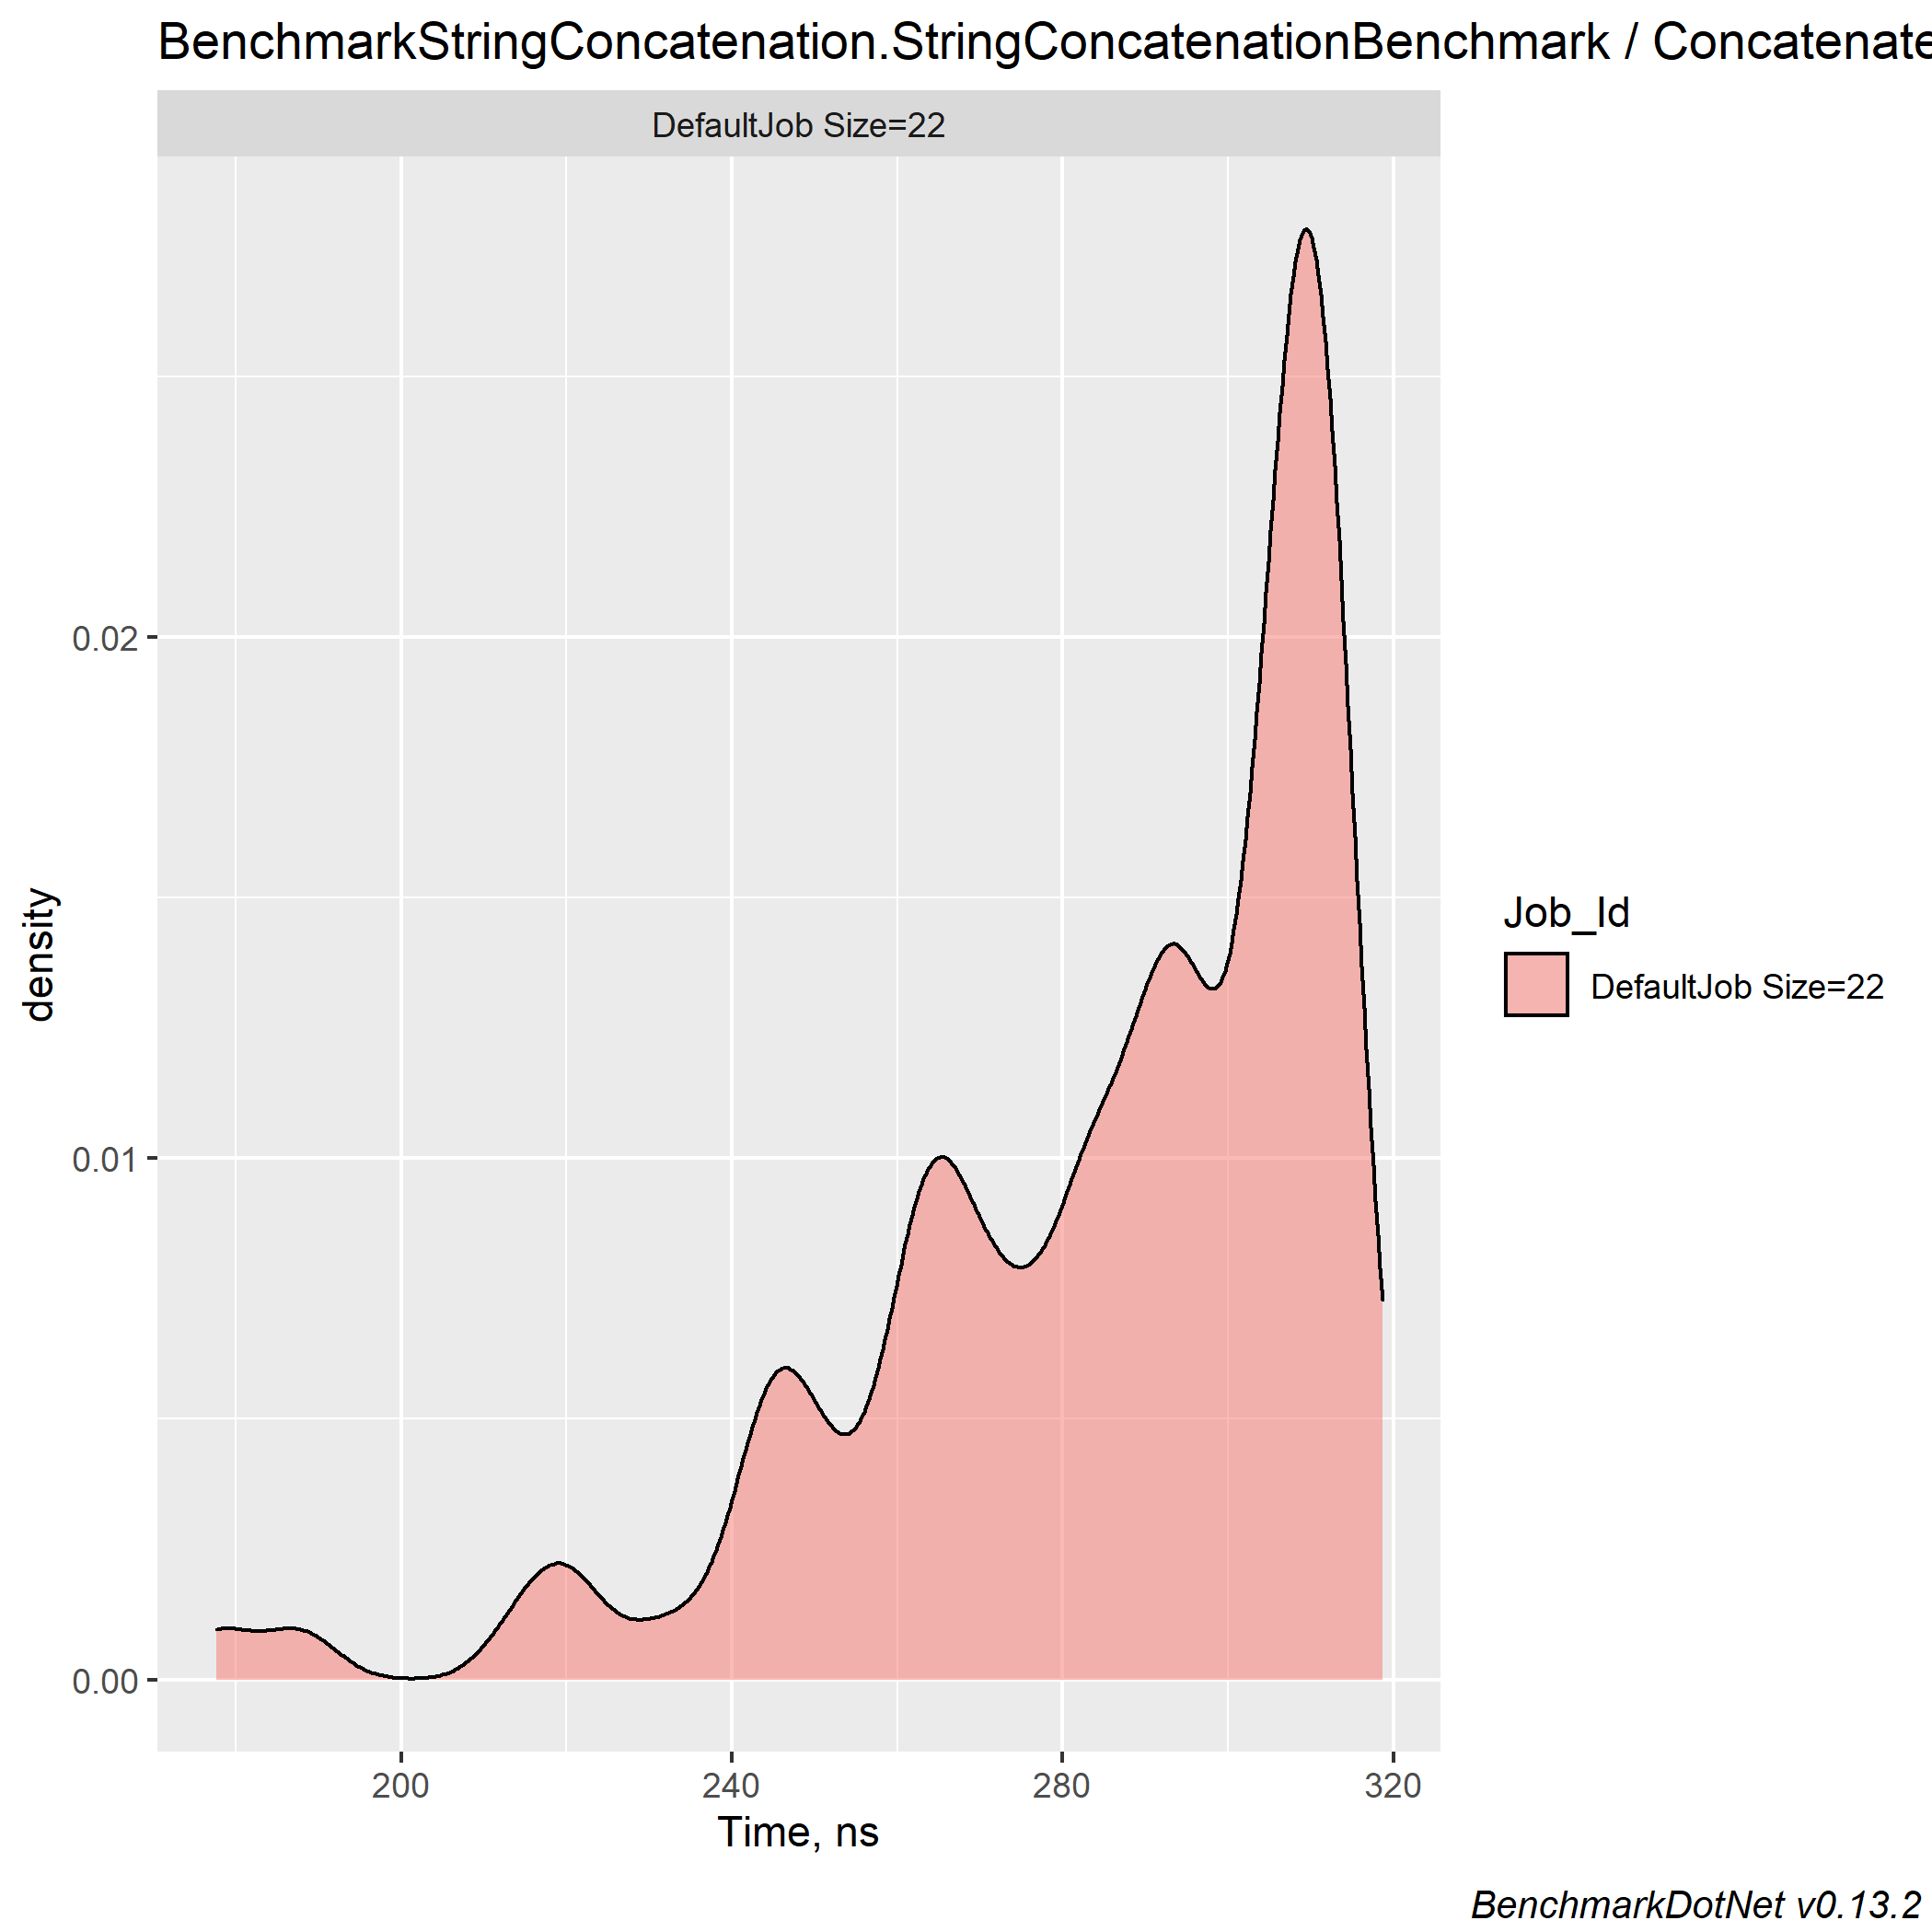 BenchmarkStringConcatenation.StringConcatenationBenchmark / Concatenate
DefaultJob Size=22
0.02
0.01
0.00
density
200 240 280 320
Time, ns
Job_Id
DefaultJob Size=22
BenchmarkDotNet v0.13.2